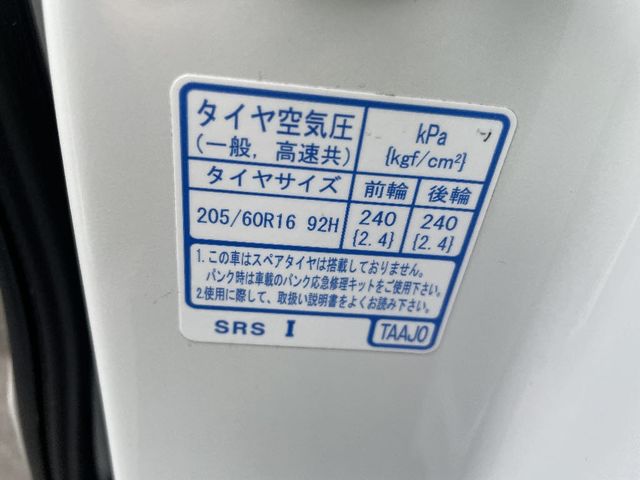 タイヤ空気圧 kPa
(一般，高速共) {kgf/cm²}
タイヤサイズ 前輪 後輪
205/60R16 92H 240 240
{2.4} {2.4}
1.この車はスペアタイヤは搭載しておりません。
パンク時は車載のパンク応急修理キットをご使用下さい。
2.使用に際して、取扱い説明書をよくお読み下さい。
SRS I TAAJO